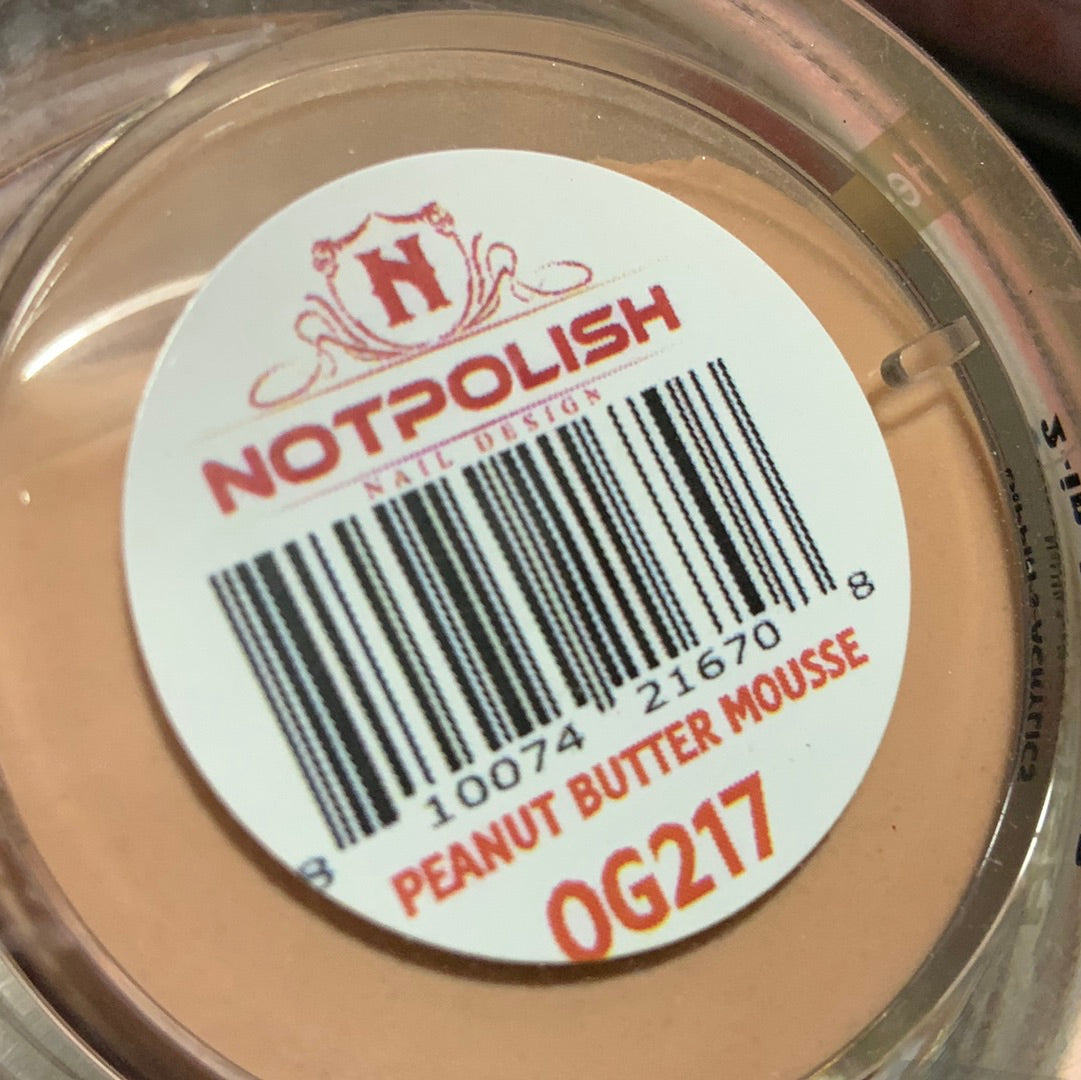 N
NOTPOLISH
NAIL DESIGN
8 10074 21670 8
PEANUT BUTTER MOUSSE
OG217